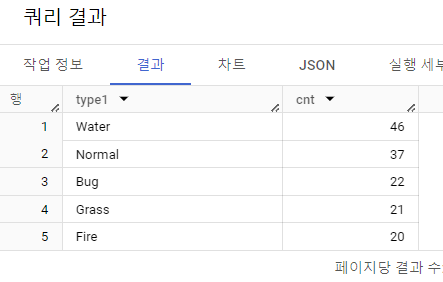 쿼리 결과
작업 정보 결과 차트 JSON 실행 세부
행 type1 cnt
1 Water 46
2 Normal 37
3 Bug 22
4 Grass 21
5 Fire 20
페이지당 결과 수